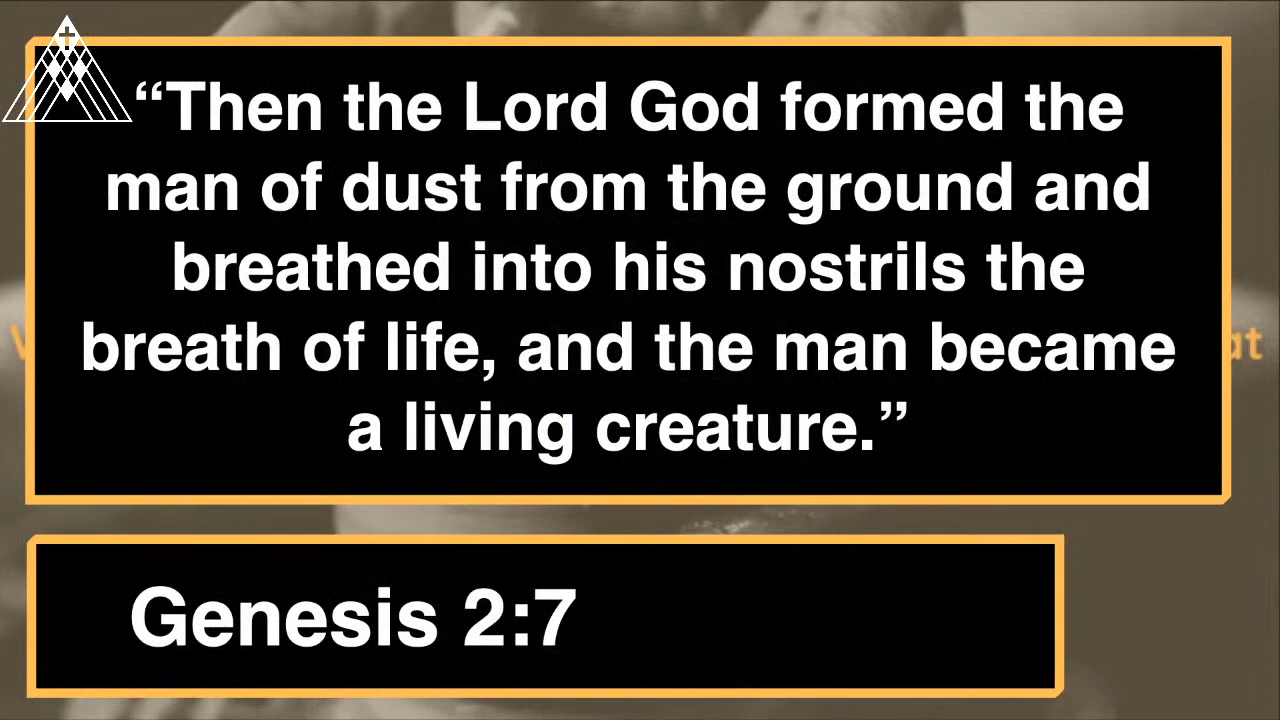 “Then the Lord God formed the
man of dust from the ground and
breathed into his nostrils the
breath of life, and the man became
a living creature.”
at
Genesis 2:7